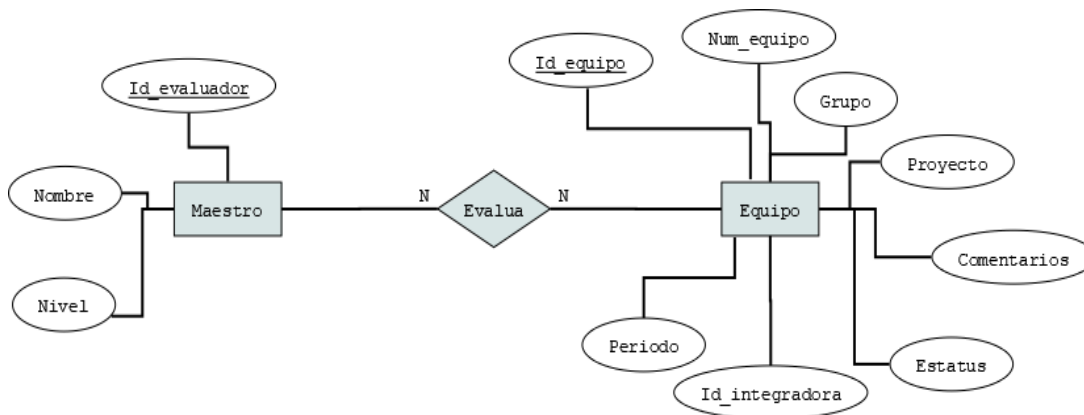 Num_equipo
Id_equipo
Id_evaluador
Grupo
Proyecto
Nombre
N
N
Maestro
Evalua
Equipo
Comentarios
Nivel
Periodo
Estatus
Id_integradora